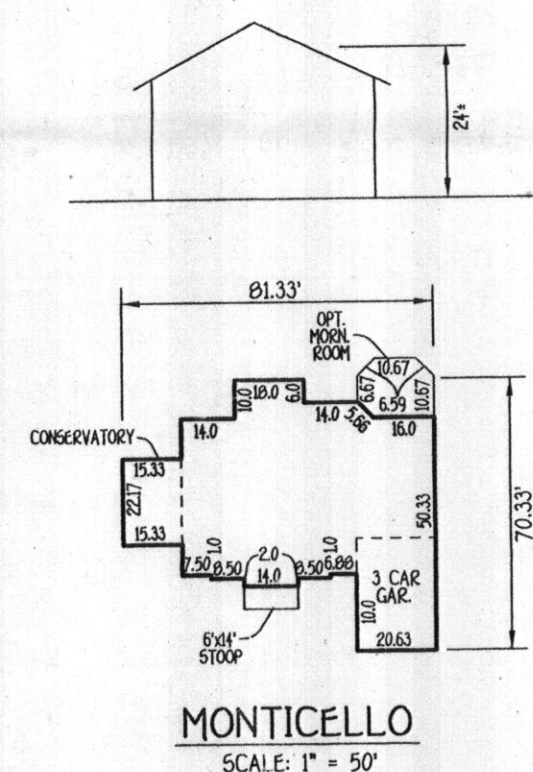 24'±
81.33'
OPT.
MORN.
ROOM
10.67
6.67
6.59
10.67
10.0
18.0
6.0
14.0
5.66
16.0
14.0
CONSERVATORY
15.33
22.17
15.33
50.33
70.33'
7.50
1.0
8.50
2.0
14.0
8.50
1.0
6.88
3 CAR
GAR.
10.0
20.63
6'x14'
STOOP
MONTICELLO
SCALE: 1" = 50'